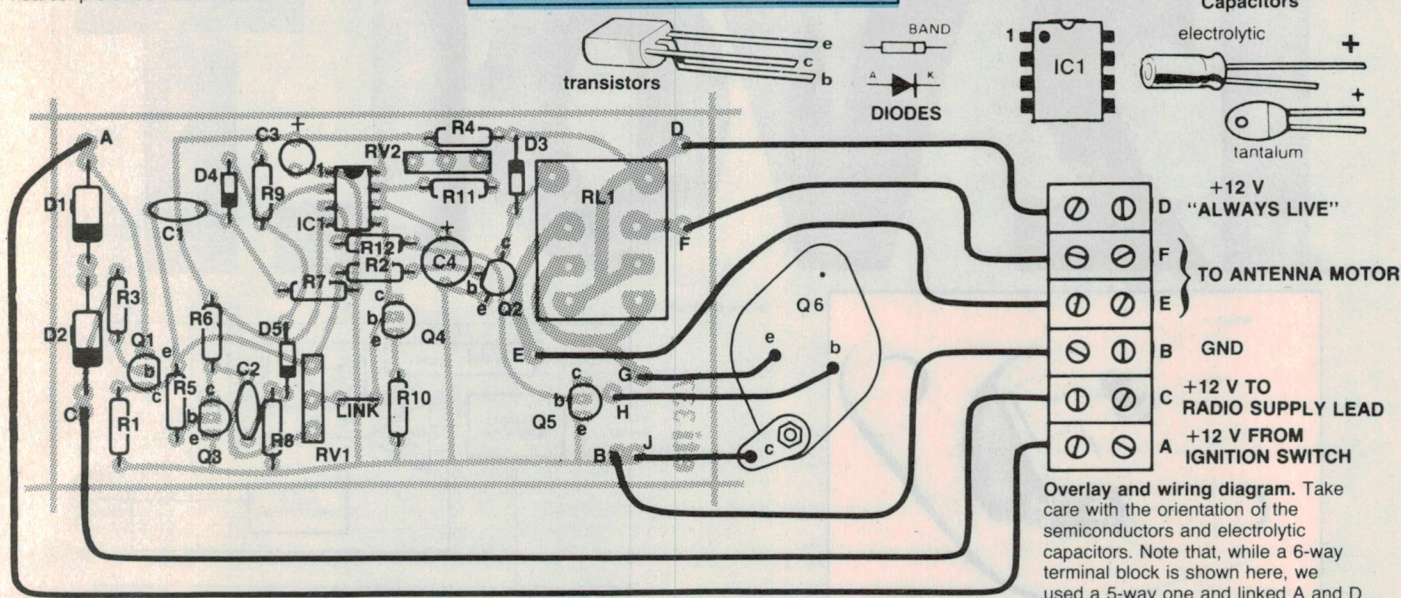 Capacitors
electrolytic
+
+
tantalum
transistors
e
c
b
BAND
A K
DIODES
1
IC1
A
D1
D2
C
R3
R1
Q1
e
b
c
R5
C1
D4
R9
C3
+
1
IC1
RV2
R4
R11
D3
R12
R2
R7
R6
D5
C2
b
c
e
Q3
R8
RV1
LINK
c
b
e
Q4
R10
+
C4
c
b
e
Q2
RL1
D
F
E
G
H
c
b
e
Q5
B
J
Q6
e
b
c
D
+12 V
"ALWAYS LIVE"
F
E
TO ANTENNA MOTOR
B
GND
C
+12 V TO
RADIO SUPPLY LEAD
A
+12 V FROM
IGNITION SWITCH
Overlay and wiring diagram. Take
care with the orientation of the
semiconductors and electrolytic
capacitors. Note that, while a 6-way
terminal block is shown here, we
used a 5-way one and linked A and D